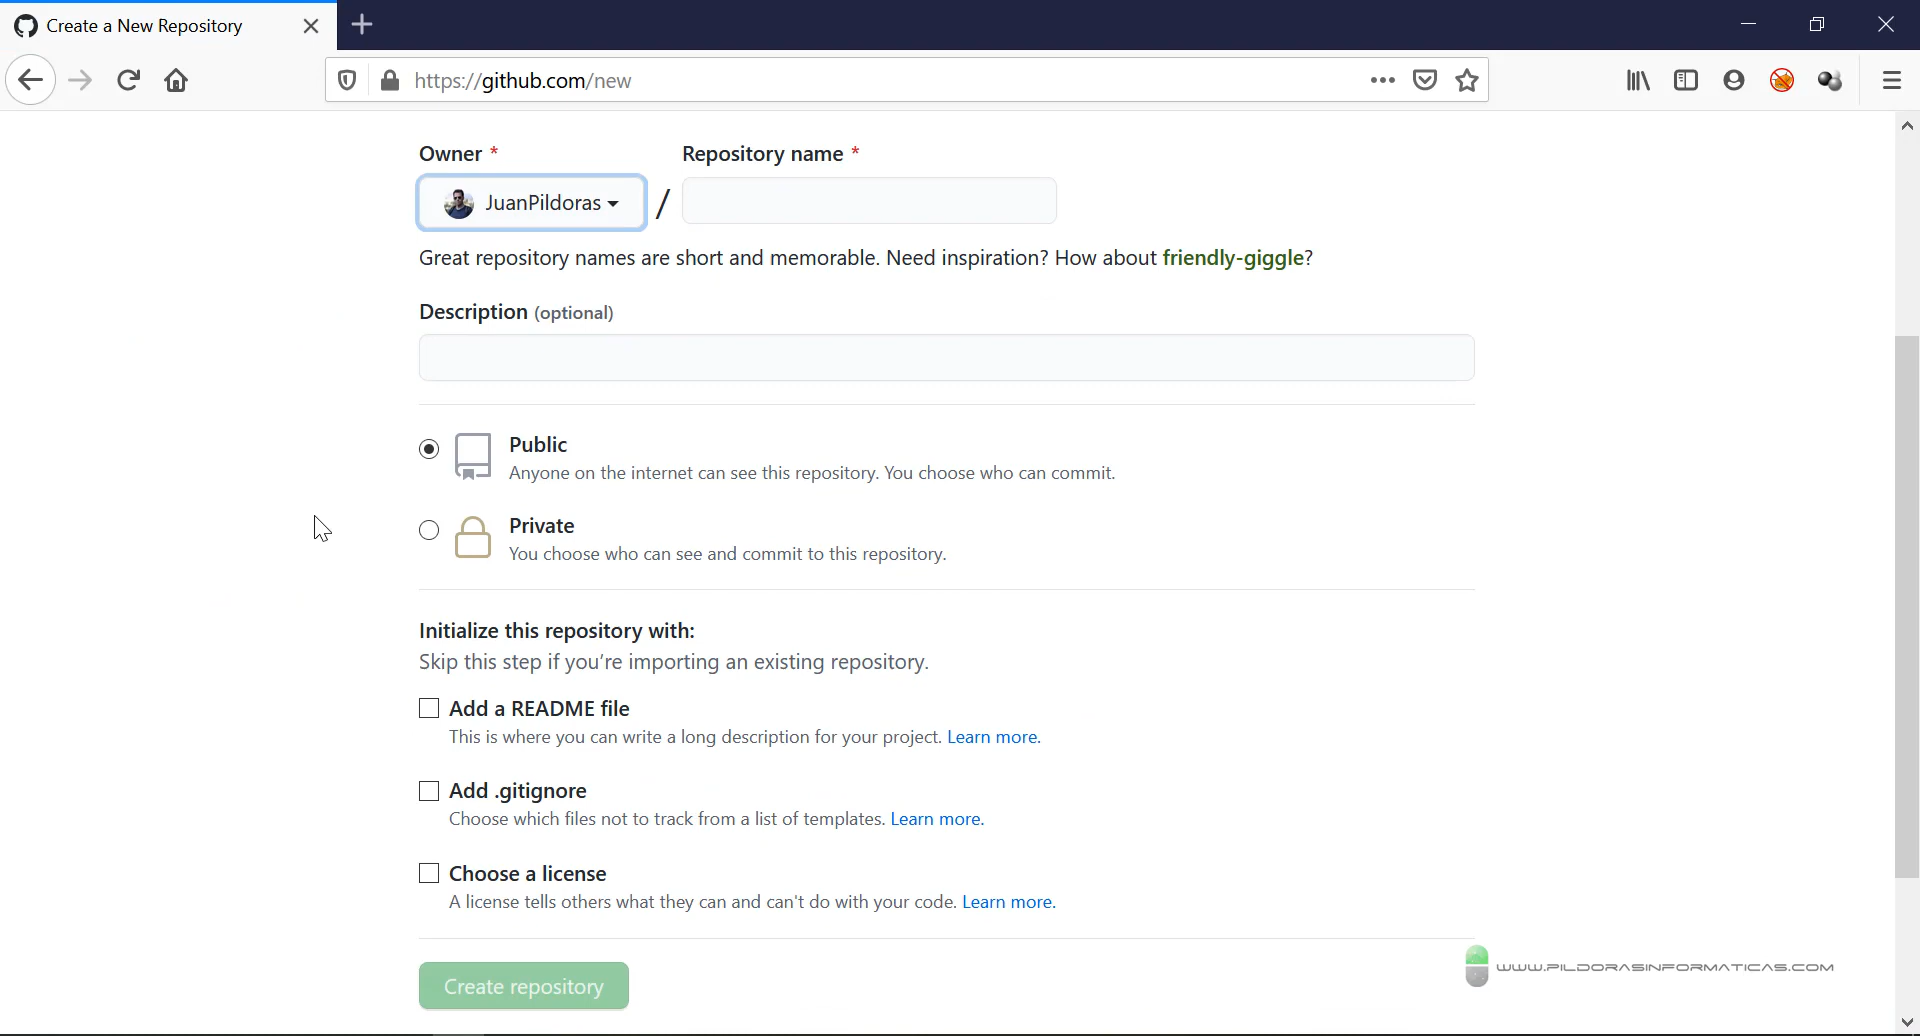 Create a New Repository
https://github.com/new
Owner * Repository name *
JuanPildoras /
Great repository names are short and memorable. Need inspiration? How about friendly-giggle?
Description (optional)
Public
Anyone on the internet can see this repository. You choose who can commit.
Private
You choose who can see and commit to this repository.
Initialize this repository with:
Skip this step if you’re importing an existing repository.
Add a README file
This is where you can write a long description for your project. Learn more.
Add .gitignore
Choose which files not to track from a list of templates. Learn more.
Choose a license
A license tells others what they can and can't do with your code. Learn more.
Create repository
WWW.PILDORASINFORMATICAS.COM